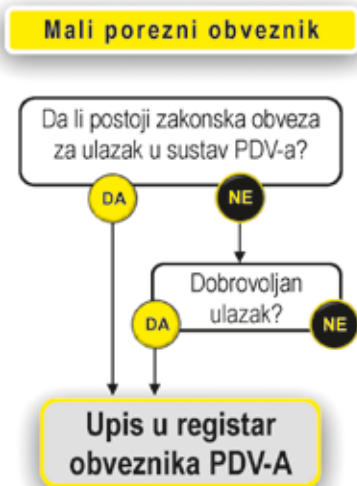 Mali porezni obveznik
Da li postoji zakonska obveza
za ulazak u sustav PDV-a?
DA
NE
Dobrovoljan
ulazak?
DA
NE
Upis u registar
obveznika PDV-A